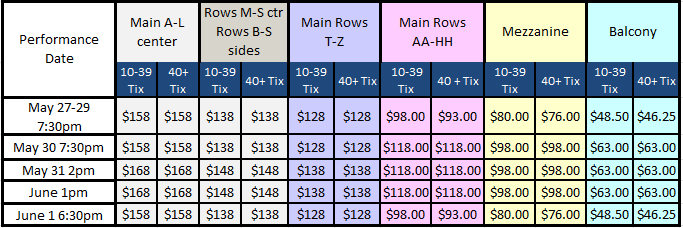 Performance Date Main A-L center Rows M-S ctr Rows B-S sides Main Rows T-Z Main Rows AA-HH Mezzanine Balcony
10-39 Tix 40+ Tix 10-39 Tix 40+ Tix 10-39 Tix 40+ Tix 10-39 Tix 40 + Tix 10-39 Tix 40+ Tix 10-39 Tix 40+ Tix
May 27-29 7:30pm $158 $158 $138 $138 $128 $128 $98.00 $93.00 $80.00 $76.00 $48.50 $46.25
May 30 7:30pm $158 $158 $138 $138 $128 $128 $118.00 $118.00 $98.00 $98.00 $63.00 $63.00
May 31 2pm $168 $168 $148 $148 $138 $138 $118.00 $118.00 $98.00 $98.00 $63.00 $63.00
June 1pm $168 $168 $148 $148 $138 $138 $118.00 $118.00 $98.00 $98.00 $63.00 $63.00
June 1 6:30pm $158 $158 $138 $138 $128 $128 $98.00 $93.00 $80.00 $76.00 $48.50 $46.25